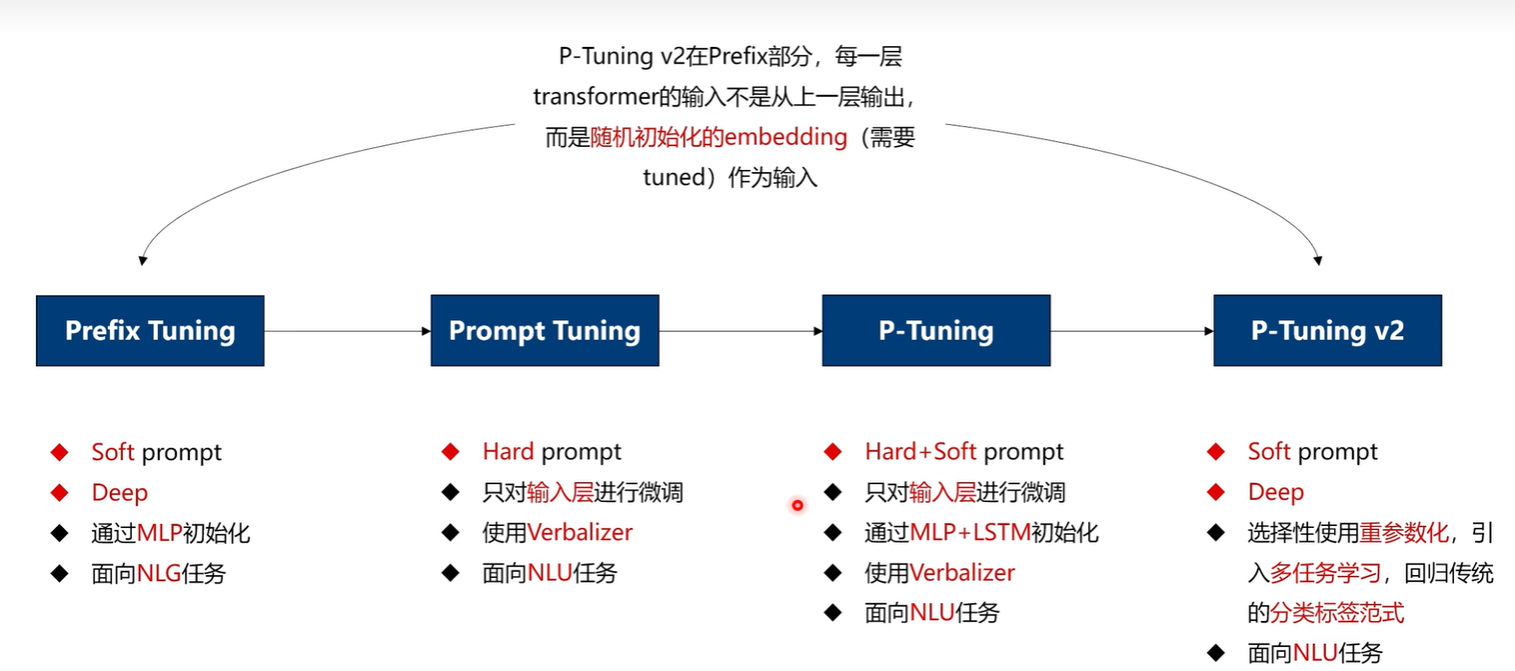 P-Tuning v2在Prefix部分，每一层
transformer的输入不是从上一层输出，
而是随机初始化的embedding（需要
tuned）作为输入
Prefix Tuning
Prompt Tuning
P-Tuning
P-Tuning v2
Soft prompt
Deep
通过MLP初始化
面向NLG任务
Hard prompt
只对输入层进行微调
使用Verbalizer
面向NLU任务
Hard+Soft prompt
只对输入层进行微调
通过MLP+LSTM初始化
使用Verbalizer
面向NLU任务
Soft prompt
Deep
选择性使用重参数化，引
入多任务学习，回归传统
的分类标签范式
面向NLU任务